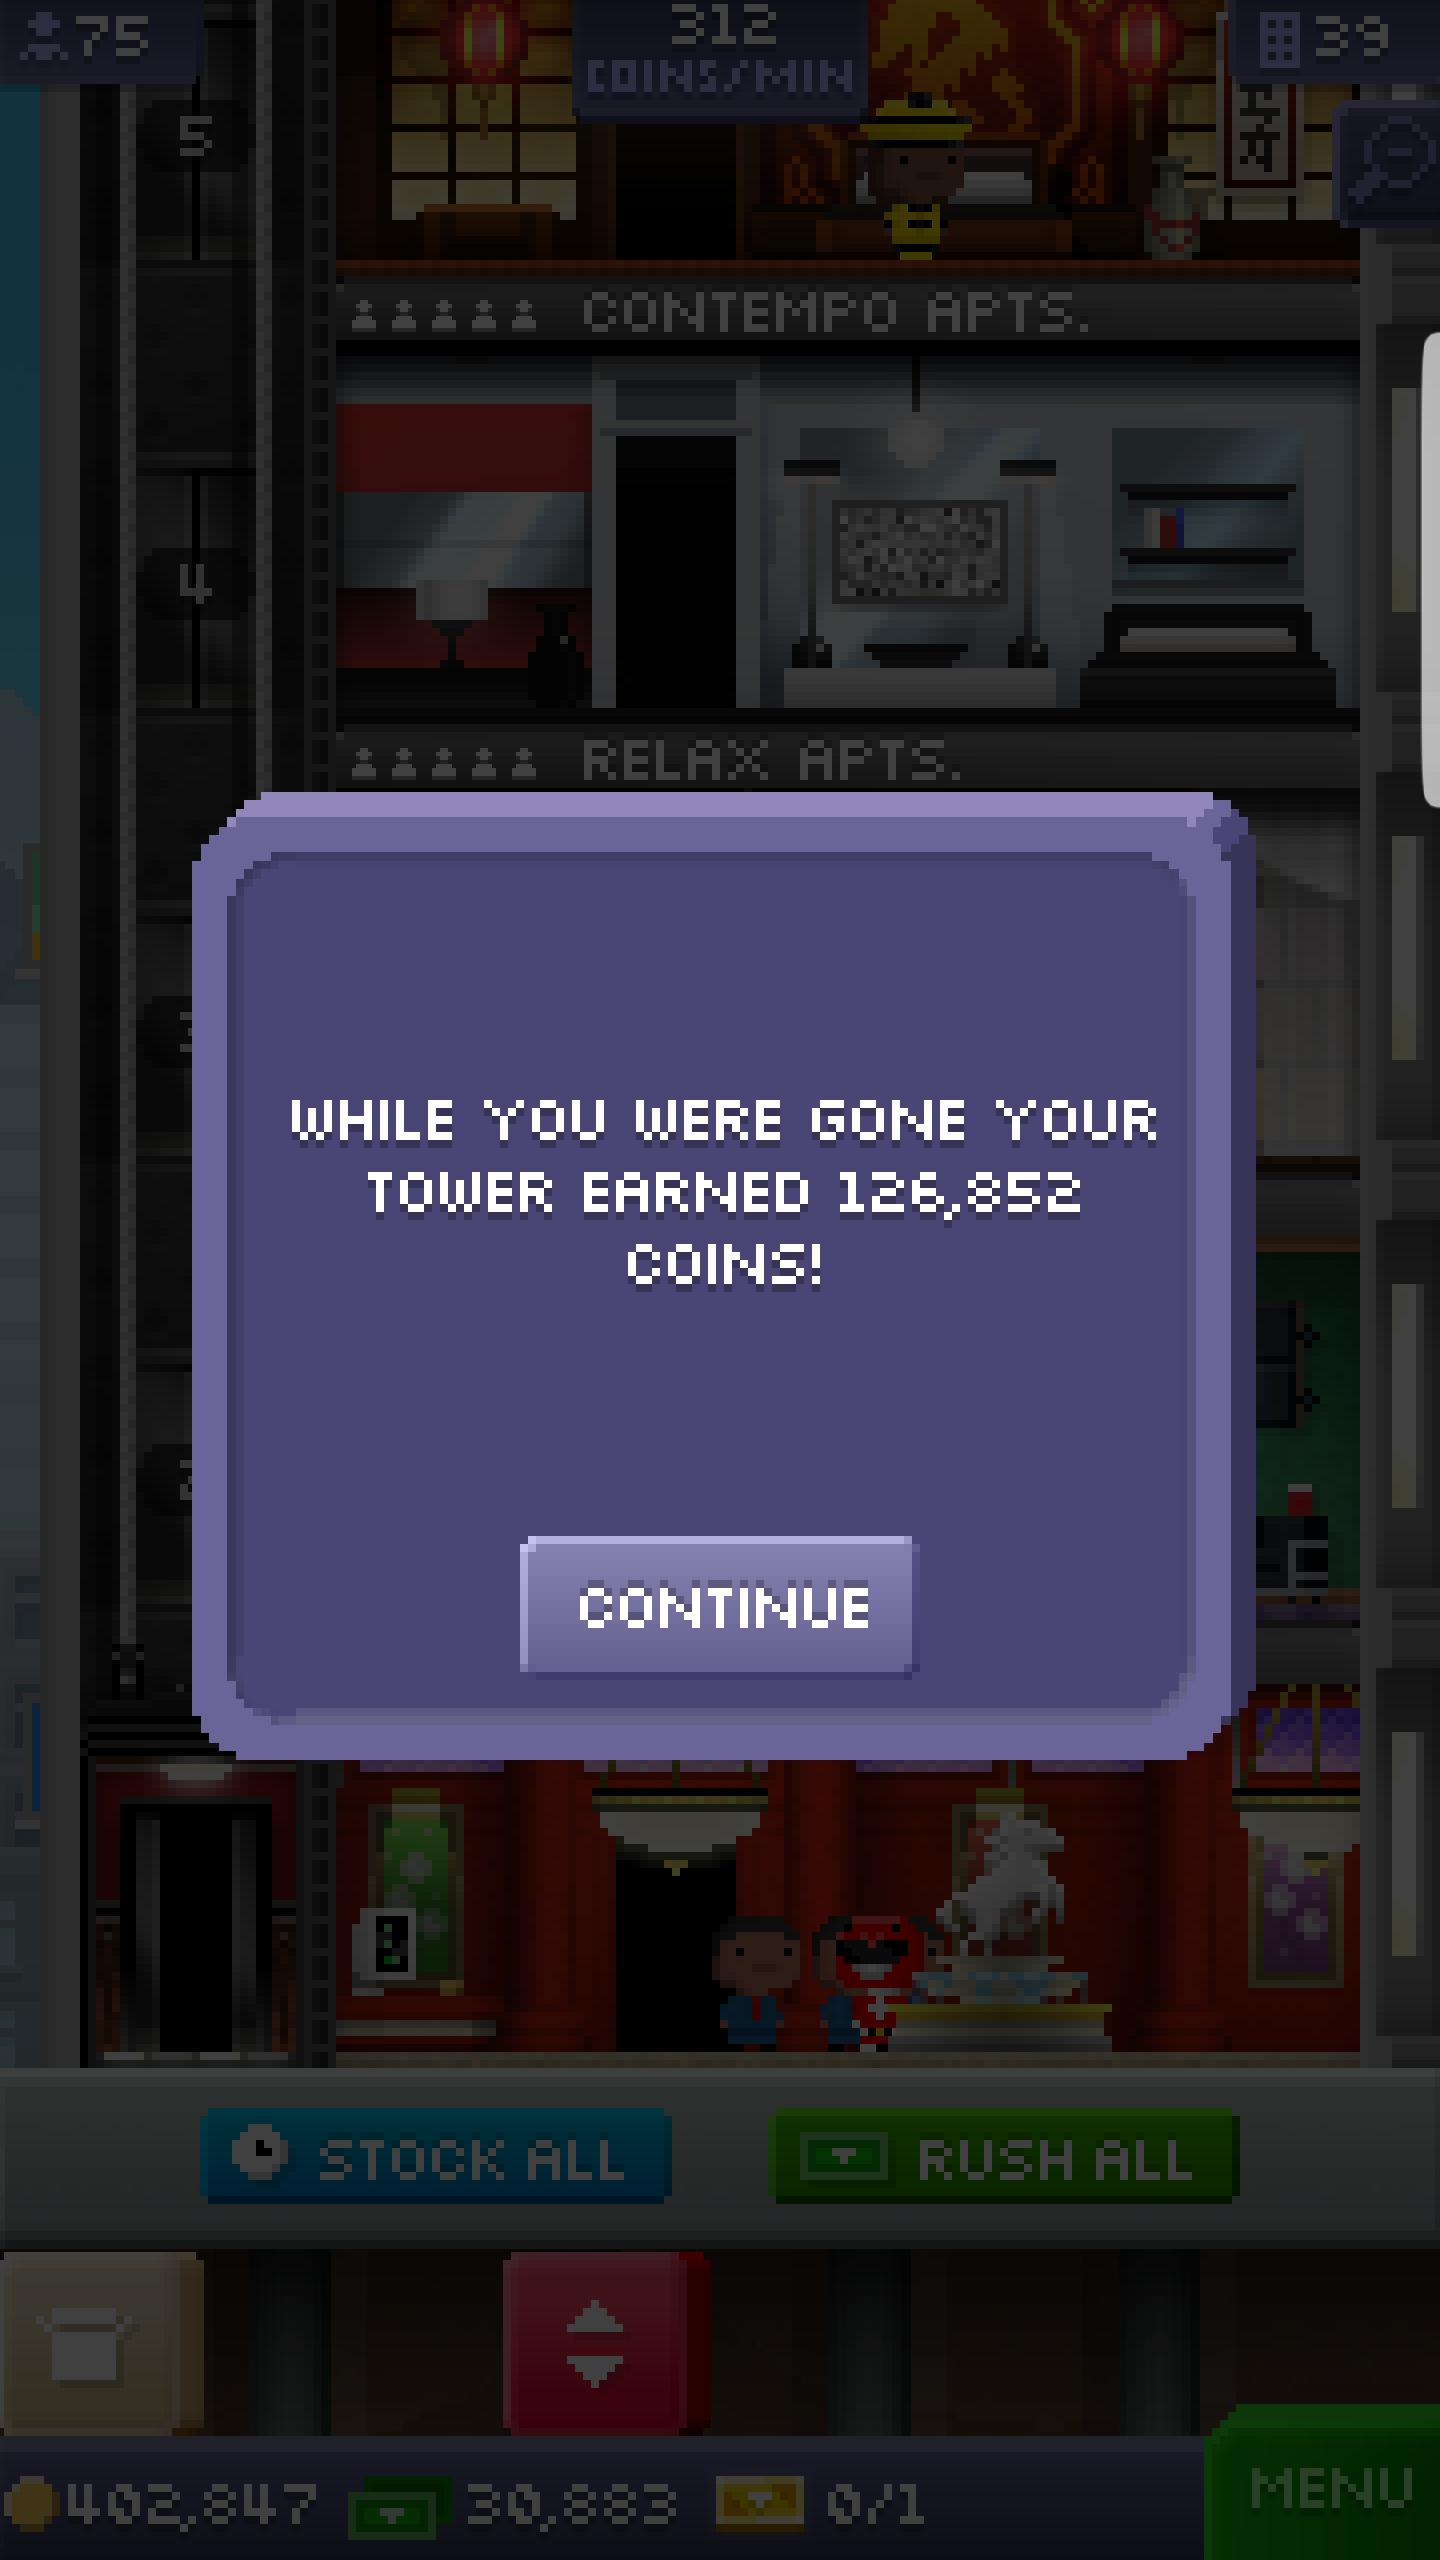 75
312
COINS/MIN
39
5
CONTEMPO APTS.
4
RELAX APTS.
WHILE YOU WERE GONE YOUR
TOWER EARNED 126,852
COINS!
CONTINUE
STOCK ALL
RUSH ALL
402,847
30,883
0/1
MENU